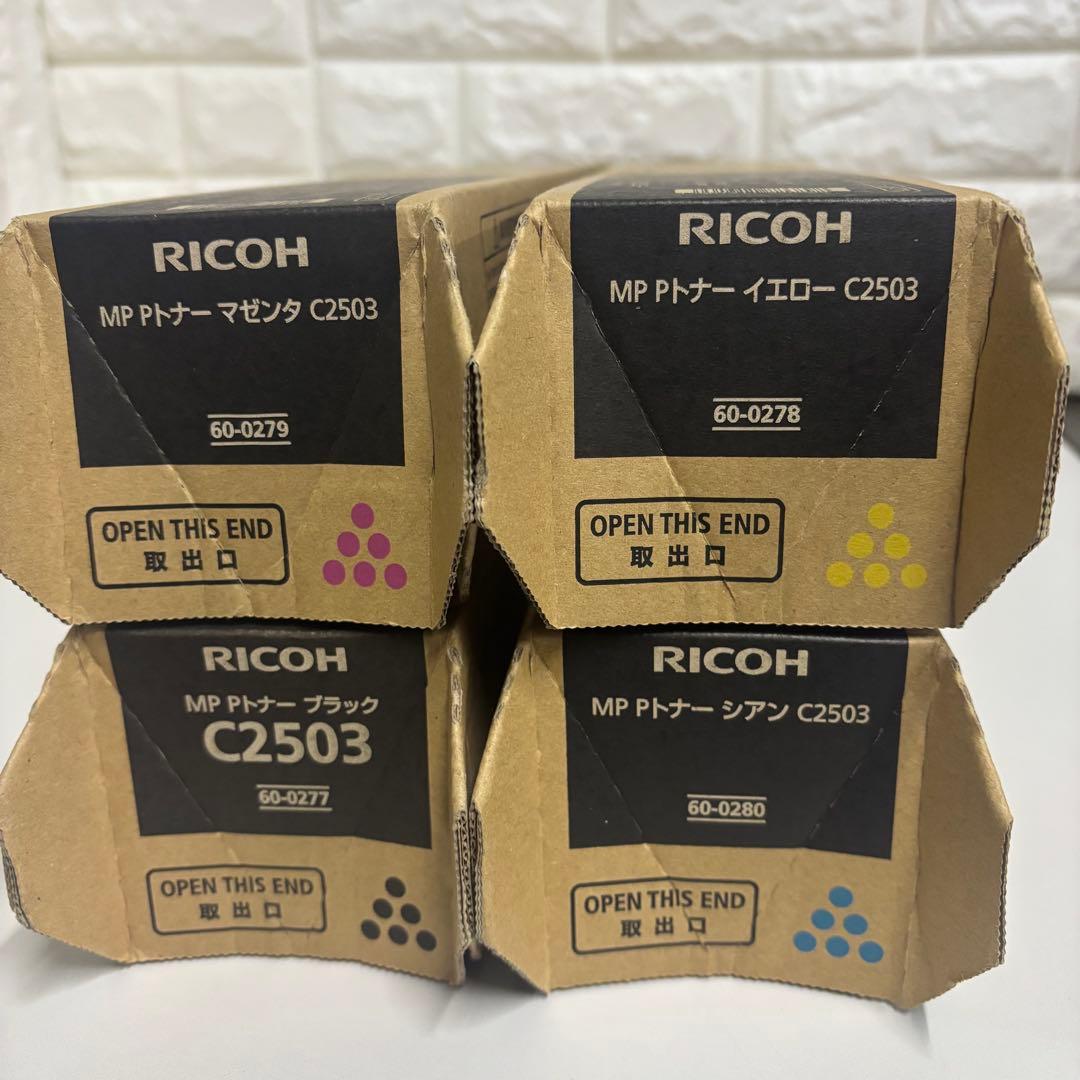 RICOH
MP Pトナー マゼンタ C2503
60-0279
OPEN THIS END
取出口
RICOH
MP Pトナー イエロー C2503
60-0278
OPEN THIS END
取出口
RICOH
MP Pトナー ブラック
C2503
60-0277
OPEN THIS END
取出口
RICOH
MP Pトナー シアン C2503
60-0280
OPEN THIS END
取出口